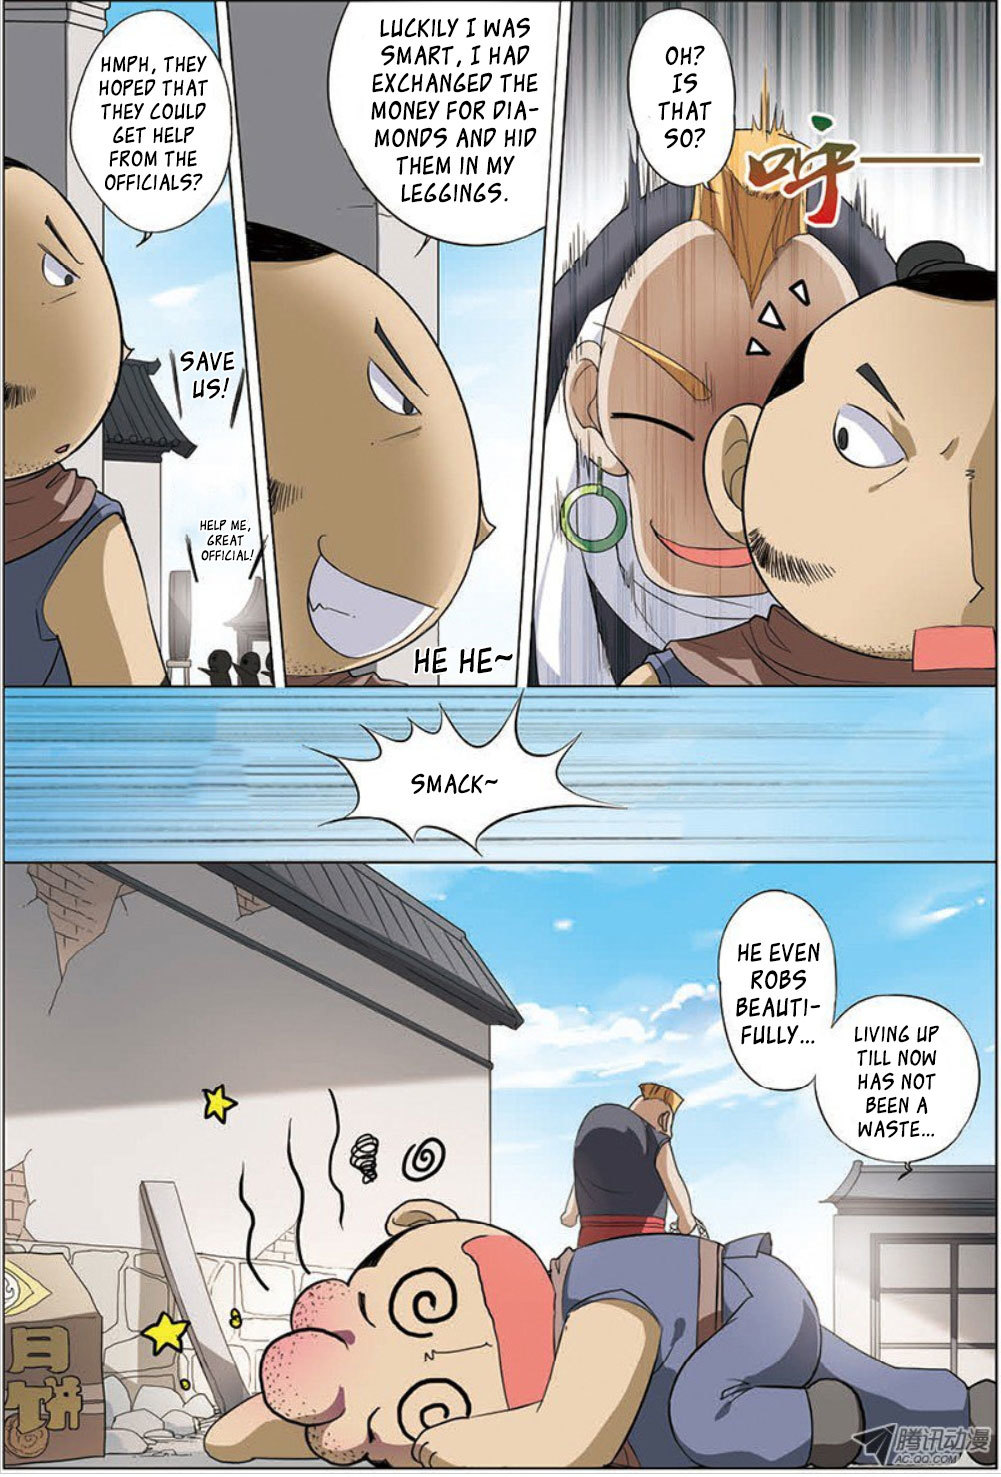 HMPH, THEY
HOPED THAT
THEY COULD
GET HELP
FROM THE
OFFICIALS?
SAVE
US!
HELP ME,
GREAT
OFFICIAL!
LUCKILY I WAS
SMART, I HAD
EXCHANGED THE
MONEY FOR DIA-
MONDS AND HID
THEM IN MY
LEGGINGS.
HE HE~
OH?
IS
THAT
SO?
呼——
SMACK~
HE EVEN
ROBS
BEAUTI-
FULLY...
LIVING UP
TILL NOW
HAS NOT
BEEN A
WASTE...
月
饼
腾讯动漫
AC.QQ.COM